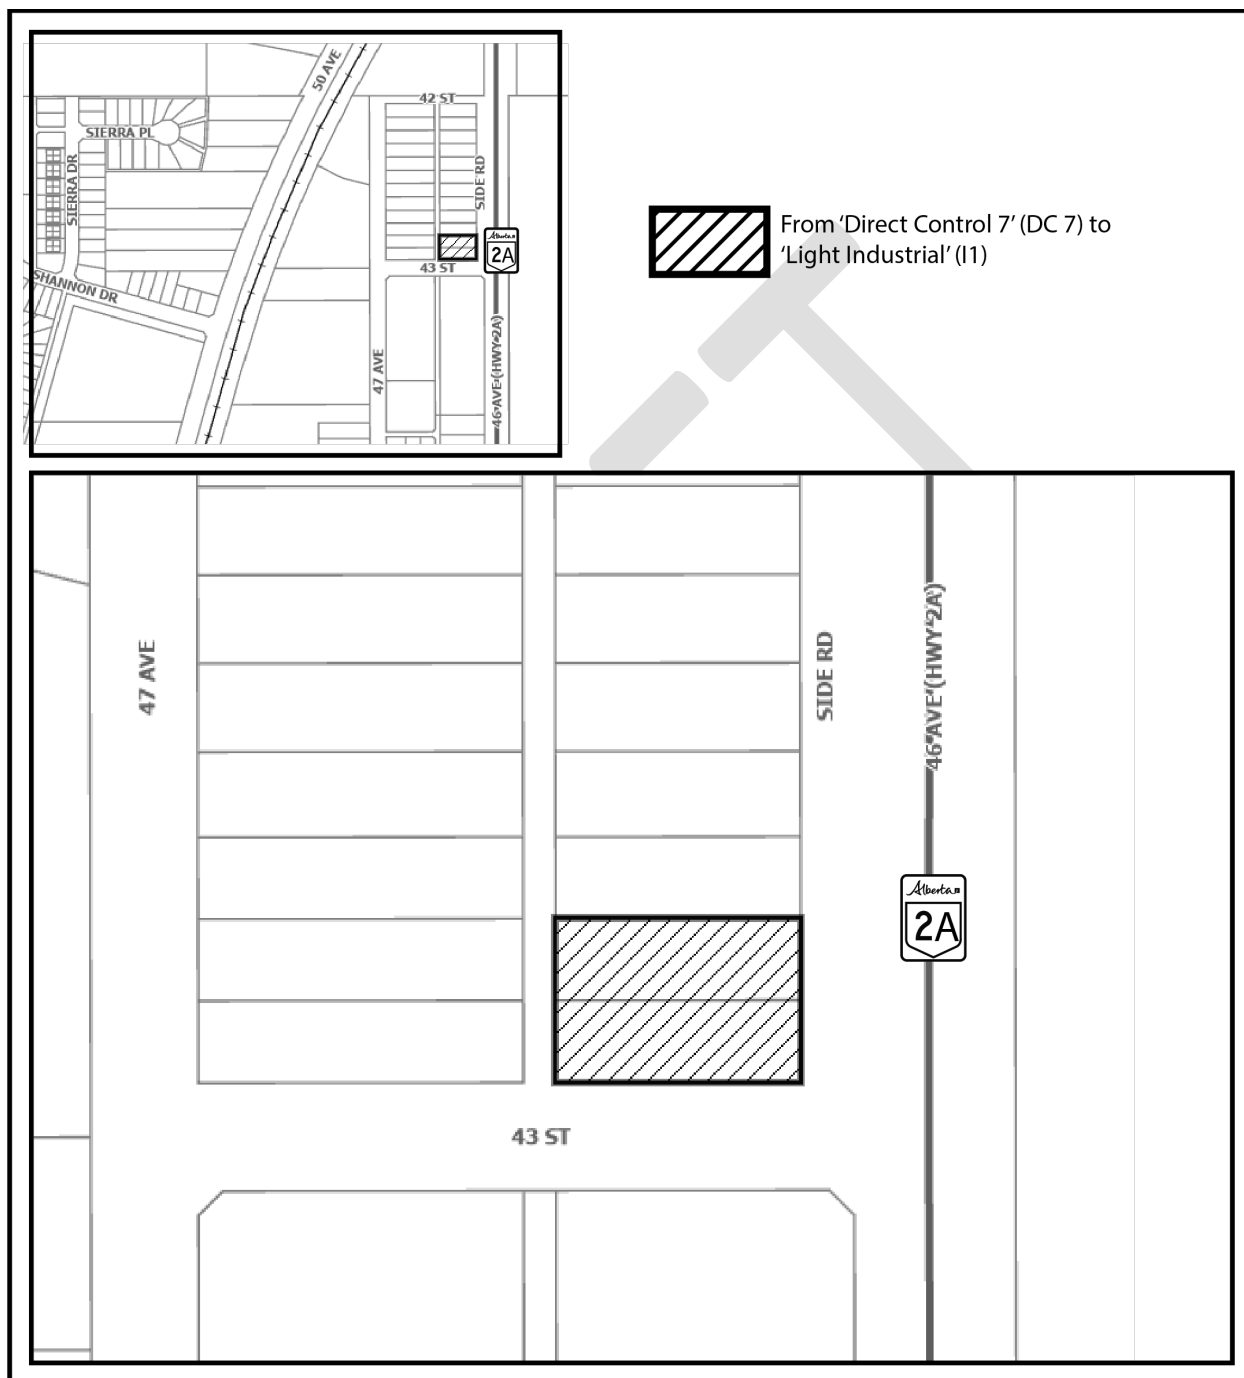 50 AVE
42 ST
SIERRA PL
SIERRA DR
SIDE RD
Alberta
2A
43 ST
SHANNON DR
47 AVE
46 AVE (HWY 2A)
From ‘Direct Control 7’ (DC 7) to
‘Light Industrial’ (I1)
47 AVE
SIDE RD
46 AVE (HWY 2A)
Alberta
2A
43 ST